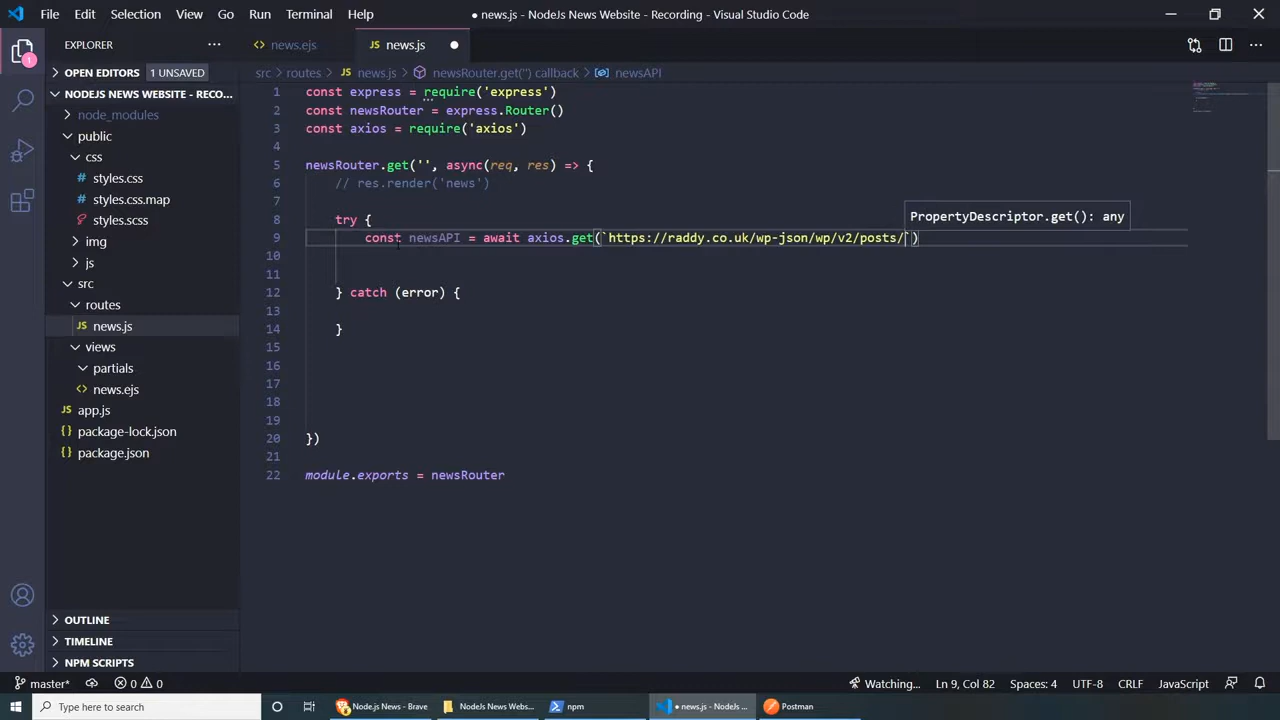 File Edit Selection View Go Run Terminal Help
● news.js - NodeJs News Website - Recording - Visual Studio Code
EXPLORER
OPEN EDITORS 1 UNSAVED
NODEJS NEWS WEBSITE - RECO...
node_modules
public
css
styles.css
styles.css.map
styles.scss
img
js
src
routes
JS news.js
views
partials
<> news.ejs
JS app.js
{} package-lock.json
{} package.json
OUTLINE
TIMELINE
NPM SCRIPTS
<> news.ejs
JS news.js ●
src > routes > JS news.js > newsRouter.get('') callback > newsAPI
1 const express = require('express')
2 const newsRouter = express.Router()
3 const axios = require('axios')
4
5 newsRouter.get('', async(req, res) => {
6 // res.render('news')
7
8 try {
PropertyDescriptor.get(): any
9 const newsAPI = await axios.get(`https://raddy.co.uk/wp-json/wp/v2/posts/`)
10
11
12 } catch (error) {
13
14 }
15
16
17
18
19
20 })
21
22 module.exports = newsRouter
1
master* 0 0
Watching... Ln 9, Col 82 Spaces: 4 UTF-8 CRLF JavaScript
Type here to search
Node.js News - Brave
NodeJs News Webs...
npm
● news.js - NodeJs ...
Postman